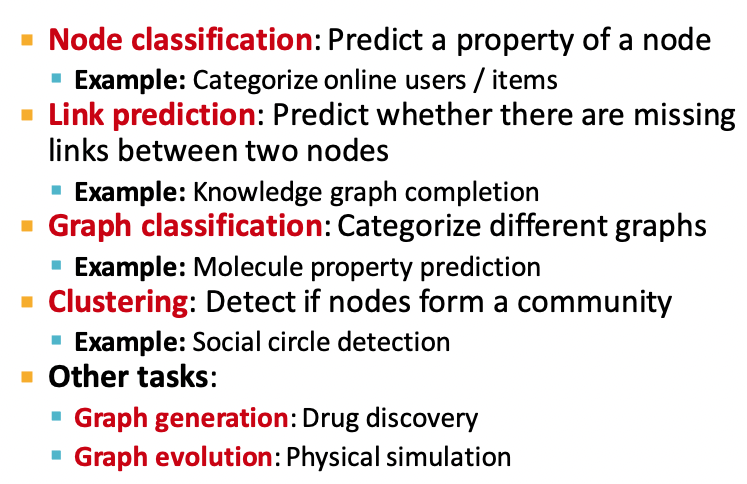 Node classification: Predict a property of a node
Example: Categorize online users / items
Link prediction: Predict whether there are missing
links between two nodes
Example: Knowledge graph completion
Graph classification: Categorize different graphs
Example: Molecule property prediction
Clustering: Detect if nodes form a community
Example: Social circle detection
Other tasks:
Graph generation: Drug discovery
Graph evolution: Physical simulation